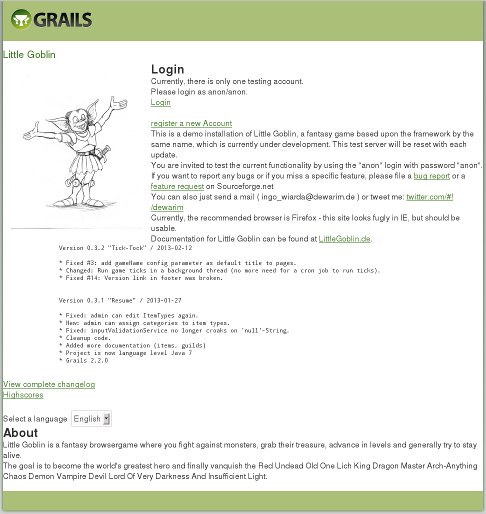 GRAILS
Little Goblin
Login
Currently, there is only one testing account.
Please login as anon/anon.
Login
register a new Account
This is a demo installation of Little Goblin, a fantasy game based upon the framework by the
same name, which is currently under development. This test server will be reset with each
update.
You are invited to test the current functionality by using the "anon" login with password "anon".
If you want to report any bugs or if you miss a specific feature, please file a bug report or a
feature request on Sourceforge.net
You can also just send a mail ( ingo_wiarda@dewarim.de ) or tweet me: twitter.com/#!
/dewarim
Currently, the recommended browser is Firefox - this site looks fugly in IE, but should be
usable.
Documentation for Little Goblin can be found at LittleGoblin.de.
Version 0.3.2 "Tick-Tock" / 2013-02-12
* Fixed #3: add gameName config parameter as default title to pages.
* Changed: Run game ticks in a background thread (no more need for a cron job to run ticks).
* Fixed #14: Version link in footer was broken.
Version 0.3.1 "Resume" / 2013-01-27
* Fixed: admin can edit ItemTypes again.
* New: admin can assign categories to item types.
* Fixed: inputValidationService no longer croaks on 'null'-String.
* Cleanup code.
* Added more documentation (items, guilds)
* Project is now language level Java 7
* Grails 2.2.0
View complete changelog
Highscores
Select a language English
About
Little Goblin is a fantasy browsergame where you fight against monsters, grab their treasure, advance in levels and generally try to stay
alive.
The goal is to become the world's greatest hero and finally vanquish the Red Undead Old One Lich King Dragon Master Arch-Anything
Chaos Demon Vampire Devil Lord Of Very Darkness And Insufficient Light.